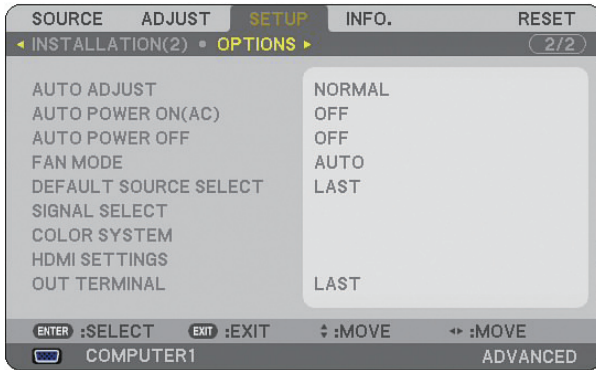 SOURCE ADJUST SETUP INFO. RESET
INSTALLATION(2) • OPTIONS 2/2
AUTO ADJUST NORMAL
AUTO POWER ON(AC) OFF
AUTO POWER OFF OFF
FAN MODE AUTO
DEFAULT SOURCE SELECT LAST
SIGNAL SELECT
COLOR SYSTEM
HDMI SETTINGS
OUT TERMINAL LAST
ENTER :SELECT EXIT :EXIT :MOVE :MOVE
COMPUTER1 ADVANCED